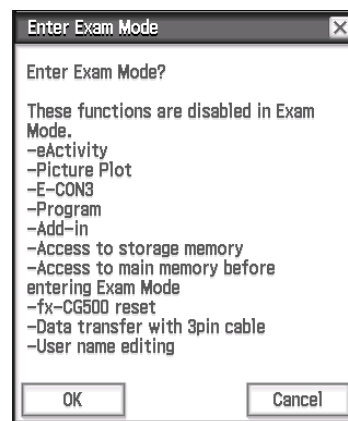 Enter Exam Mode
Enter Exam Mode?
These functions are disabled in Exam
Mode.
-eActivity
-Picture Plot
-E-CON3
-Program
-Add-in
-Access to storage memory
-Access to main memory before
entering Exam Mode
-fx-CG500 reset
-Data transfer with 3pin cable
-User name editing
OK
Cancel